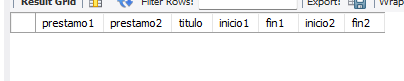 Result Grid Filter Rows: Export: Wrap
prestamo1 prestamo2 titulo inicio1 fin1 inicio2 fin2